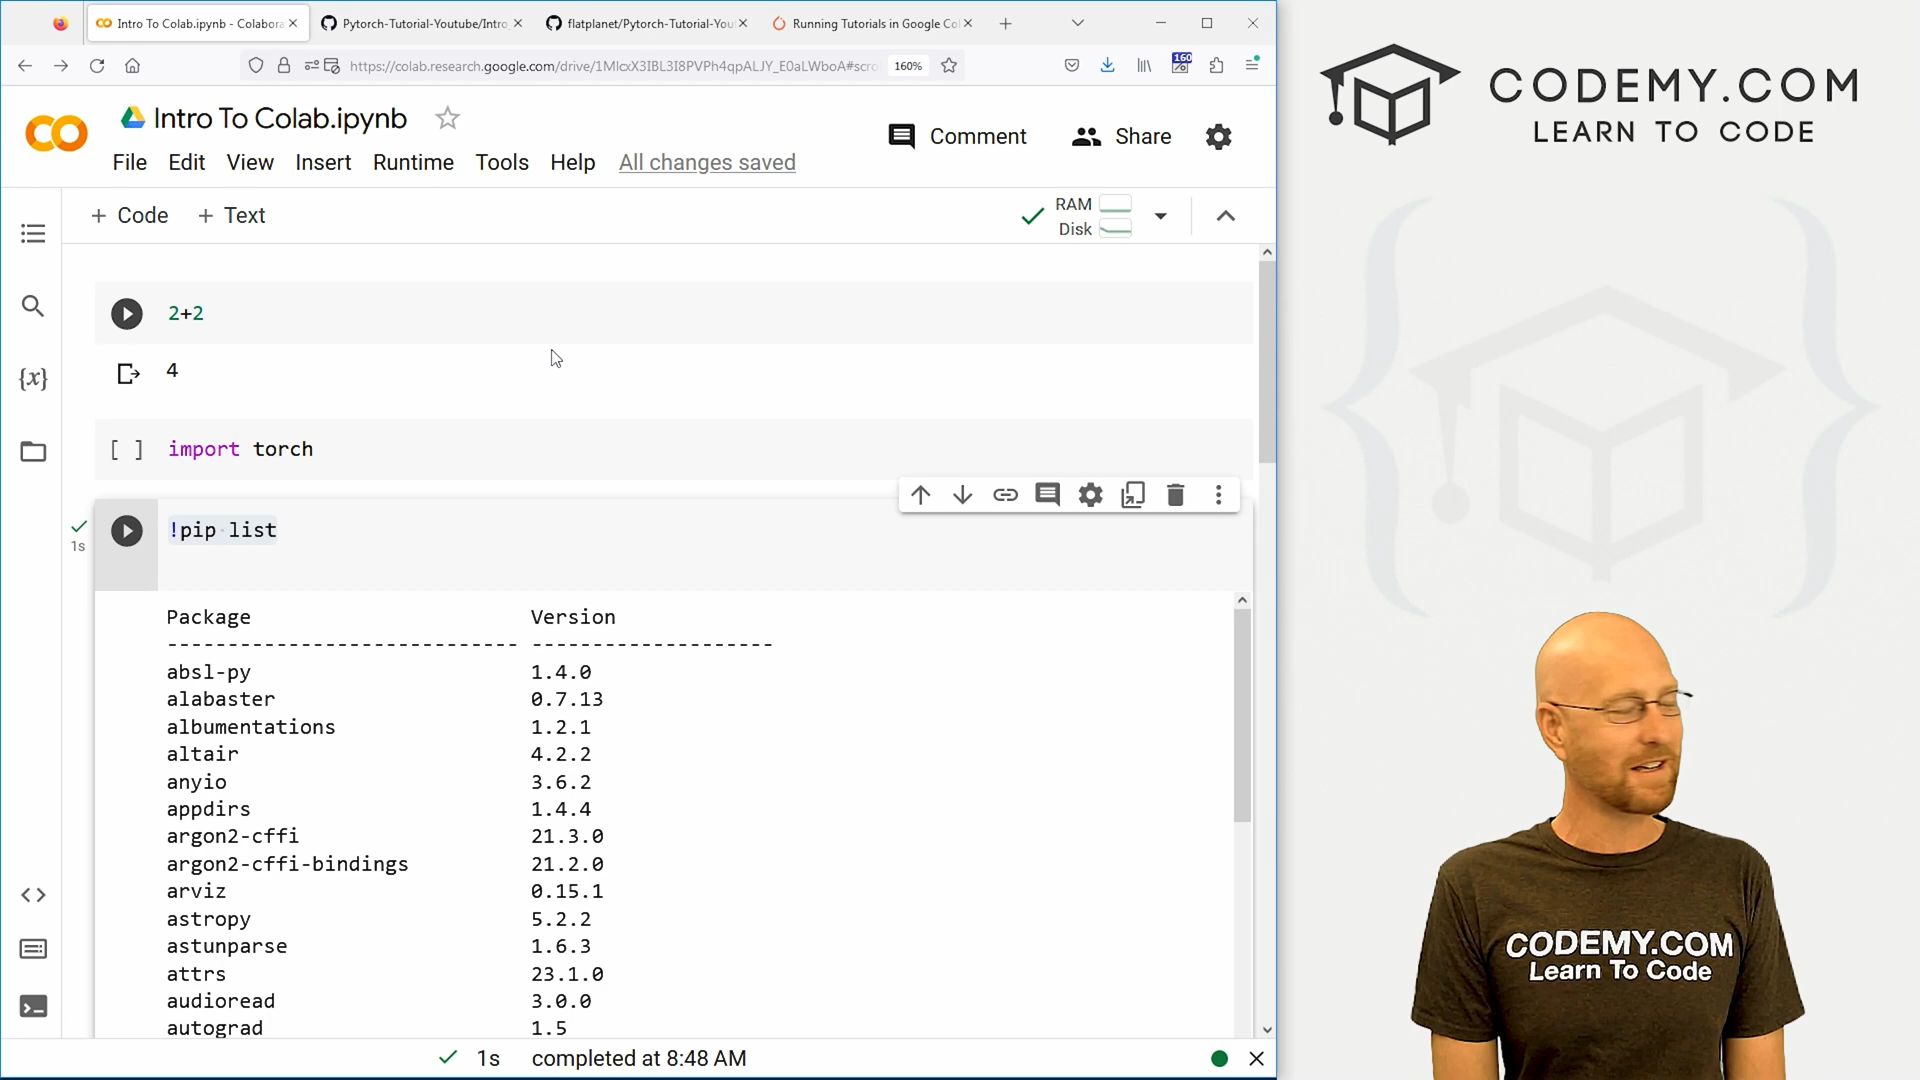 Intro To Colab.ipynb - Colabora
Pytorch-Tutorial-Youtube/Intro_
flatplanet/Pytorch-Tutorial-You
Running Tutorials in Google Co
https://colab.research.google.com/drive/1MlcxX3IBL3I8PVPh4qpALJY_E0aLWboA#scro
160%
160
CO
Intro To Colab.ipynb
Comment
Share
File Edit View Insert Runtime Tools Help All changes saved
+ Code + Text
RAM
Disk
2+2
4
[ ] import torch
!pip list
1s
Package Version
----------------------------- --------------------
absl-py 1.4.0
alabaster 0.7.13
albumentations 1.2.1
altair 4.2.2
anyio 3.6.2
appdirs 1.4.4
argon2-cffi 21.3.0
argon2-cffi-bindings 21.2.0
arviz 0.15.1
astropy 5.2.2
astunparse 1.6.3
attrs 23.1.0
audioread 3.0.0
autograd 1.5
1s completed at 8:48 AM
{x}
CODEMY.COM
LEARN TO CODE
CODEMY.COM
Learn To Code